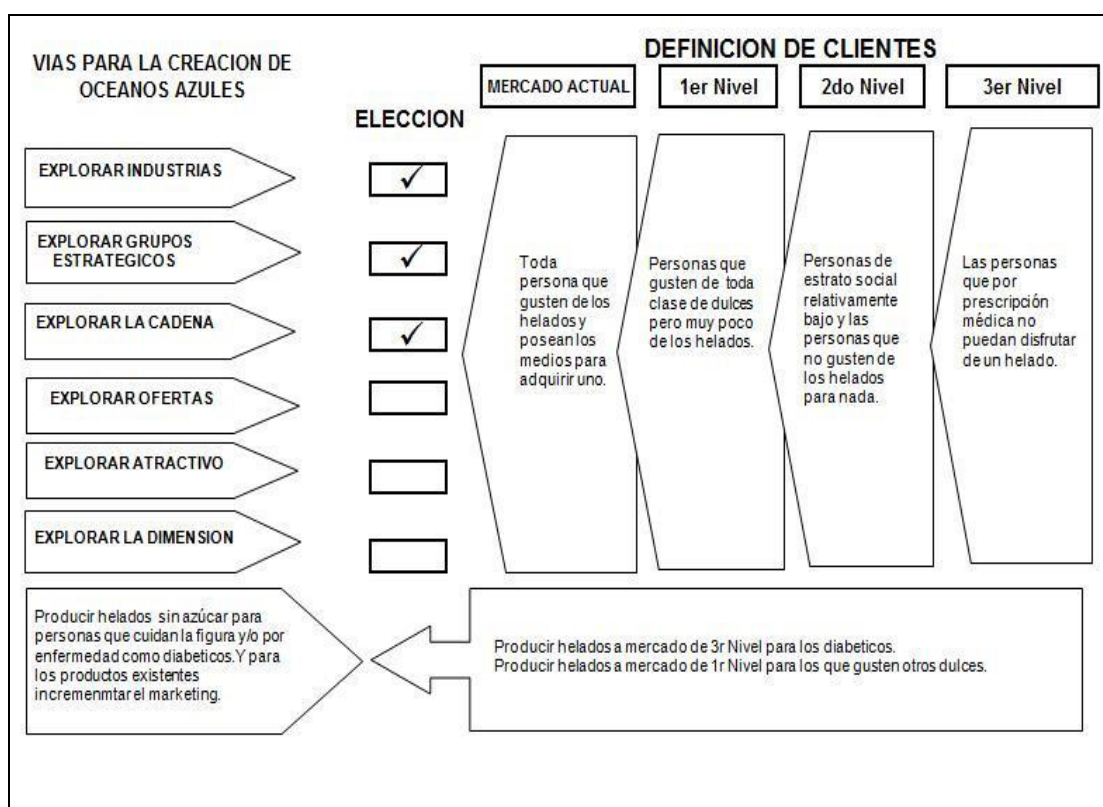 VIAS PARA LA CREACION DE
OCEANOS AZULES
DEFINICION DE CLIENTES
ELECCION
MERCADO ACTUAL
1er Nivel
2do Nivel
3er Nivel
EXPLORAR INDUSTRIAS
✓
EXPLORAR GRUPOS
ESTRATEGICOS
✓
EXPLORAR LA CADENA
✓
EXPLORAR OFERTAS
EXPLORAR ATRACTIVO
EXPLORAR LA DIMENSION
Toda
persona que
gusten de los
helados y
posean los
medios para
adquirir uno.
Personas que
gusten de toda
clase de dulces
pero muy poco
de los helados.
Personas de
estrato social
relativamente
bajo y las
personas que
no gusten de
los helados
para nada.
Las personas
que por
prescripción
médica no
puedan disfrutar
de un helado.
Producir helados sin azúcar para
personas que cuidan la figura y/o por
enfermedad como diabeticos.Y para
los productos existentes
incremenmtar el marketing.
Producir helados a mercado de 3r Nivel para los diabeticos.
Producir helados a mercado de 1r Nivel para los que gusten otros dulces.